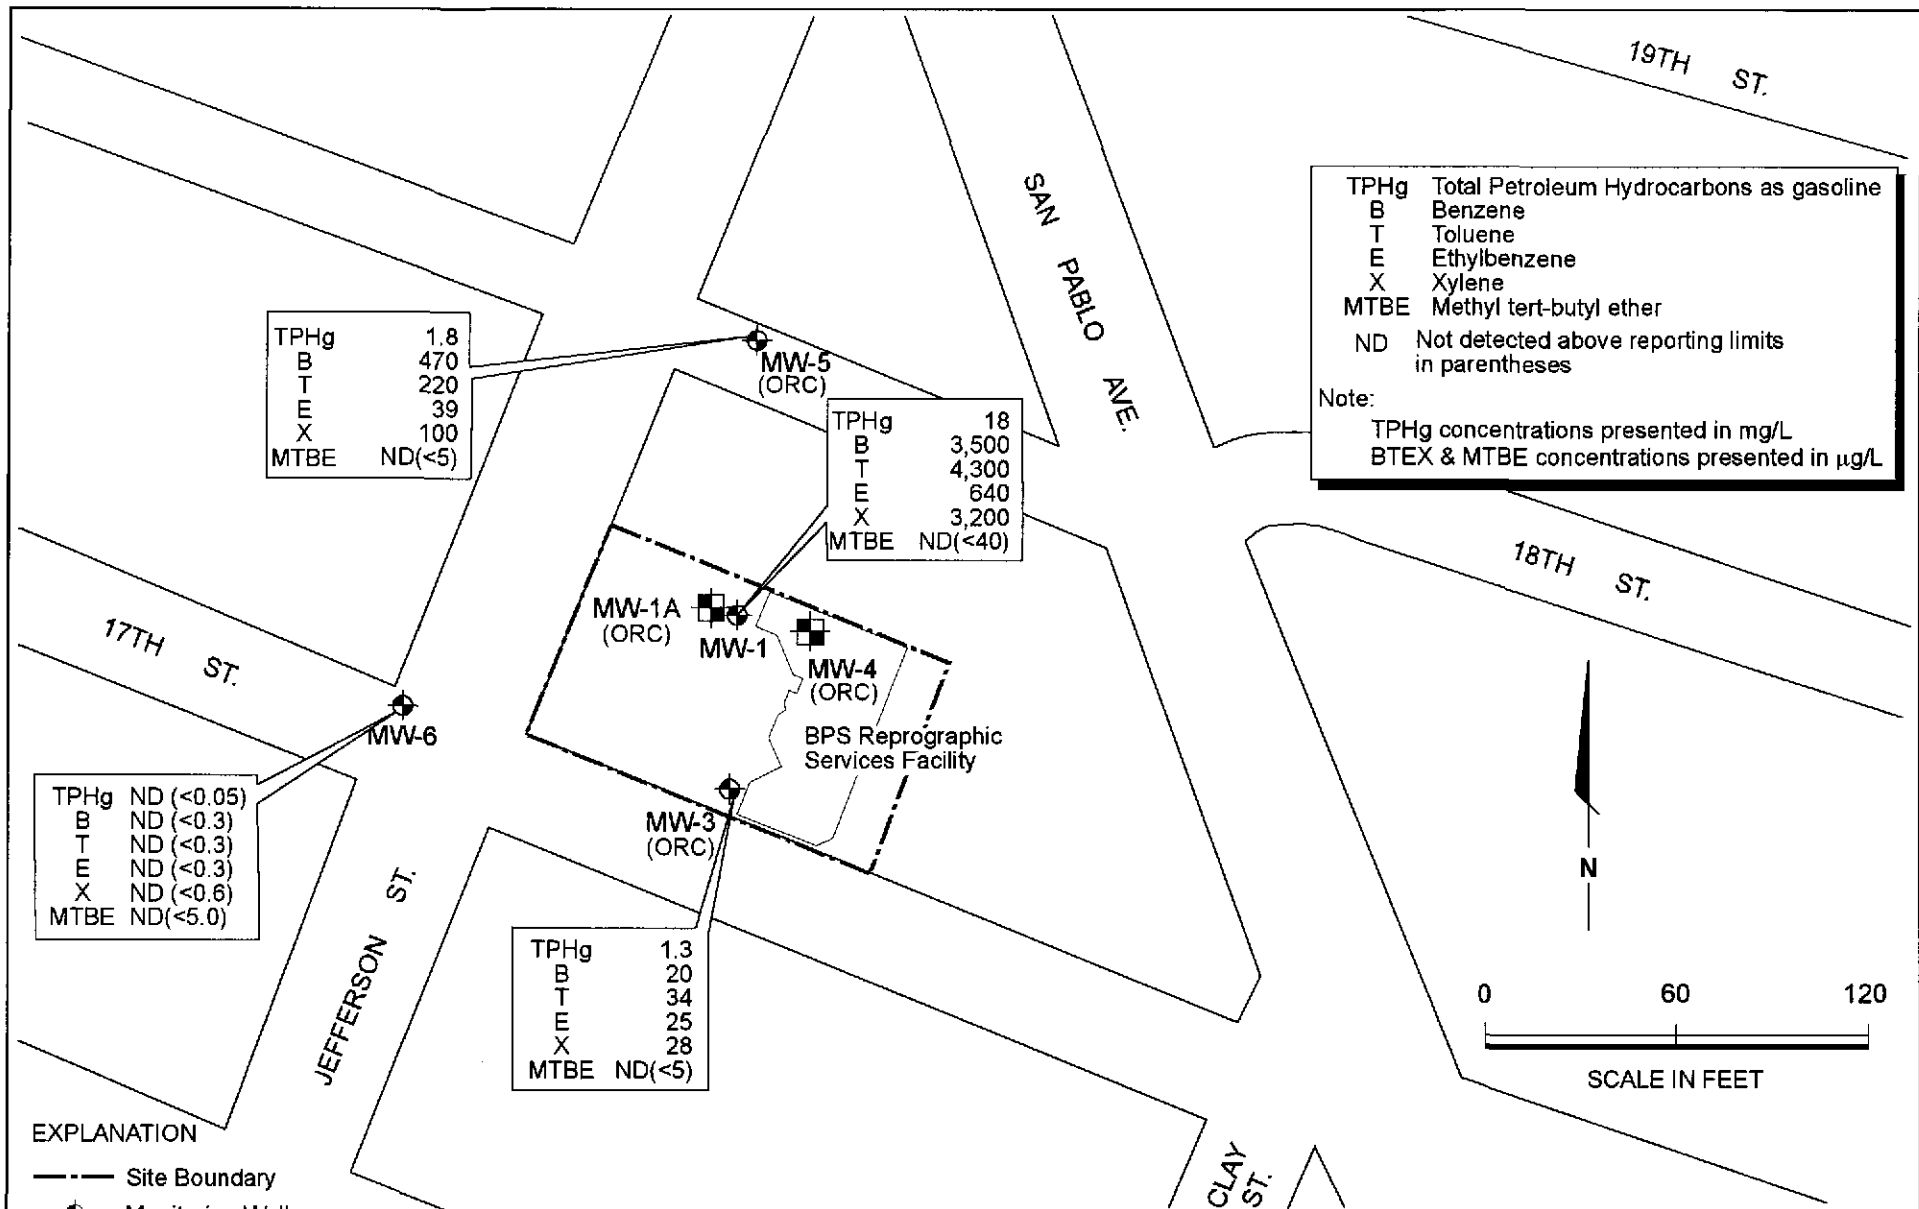 19TH ST.
SAN PABLO AVE.
TPHg Total Petroleum Hydrocarbons as gasoline
B Benzene
T Toluene
E Ethylbenzene
X Xylene
MTBE Methyl tert-butyl ether
ND Not detected above reporting limits
in parentheses
Note:
TPHg concentrations presented in mg/L
BTEX & MTBE concentrations presented in µg/L
TPHg 1.8
B 470
T 220
E 39
X 100
MTBE ND(<5)
MW-5
(ORC)
TPHg 18
B 3,500
T 4,300
E 640
X 3,200
MTBE ND(<40)
18TH ST.
MW-1A
(ORC)
MW-1
MW-4
(ORC)
17TH ST.
MW-6
BPS Reprographic
Services Facility
TPHg ND (<0.05)
B ND (<0.3)
T ND (<0.3)
E ND (<0.3)
X ND (<0.6)
MTBE ND(<5.0)
MW-3
(ORC)
N
JEFFERSON ST.
TPHg 1.3
B 20
T 34
E 25
X 28
MTBE ND(<5)
0 60 120
SCALE IN FEET
EXPLANATION
Site Boundary
CLAY ST.